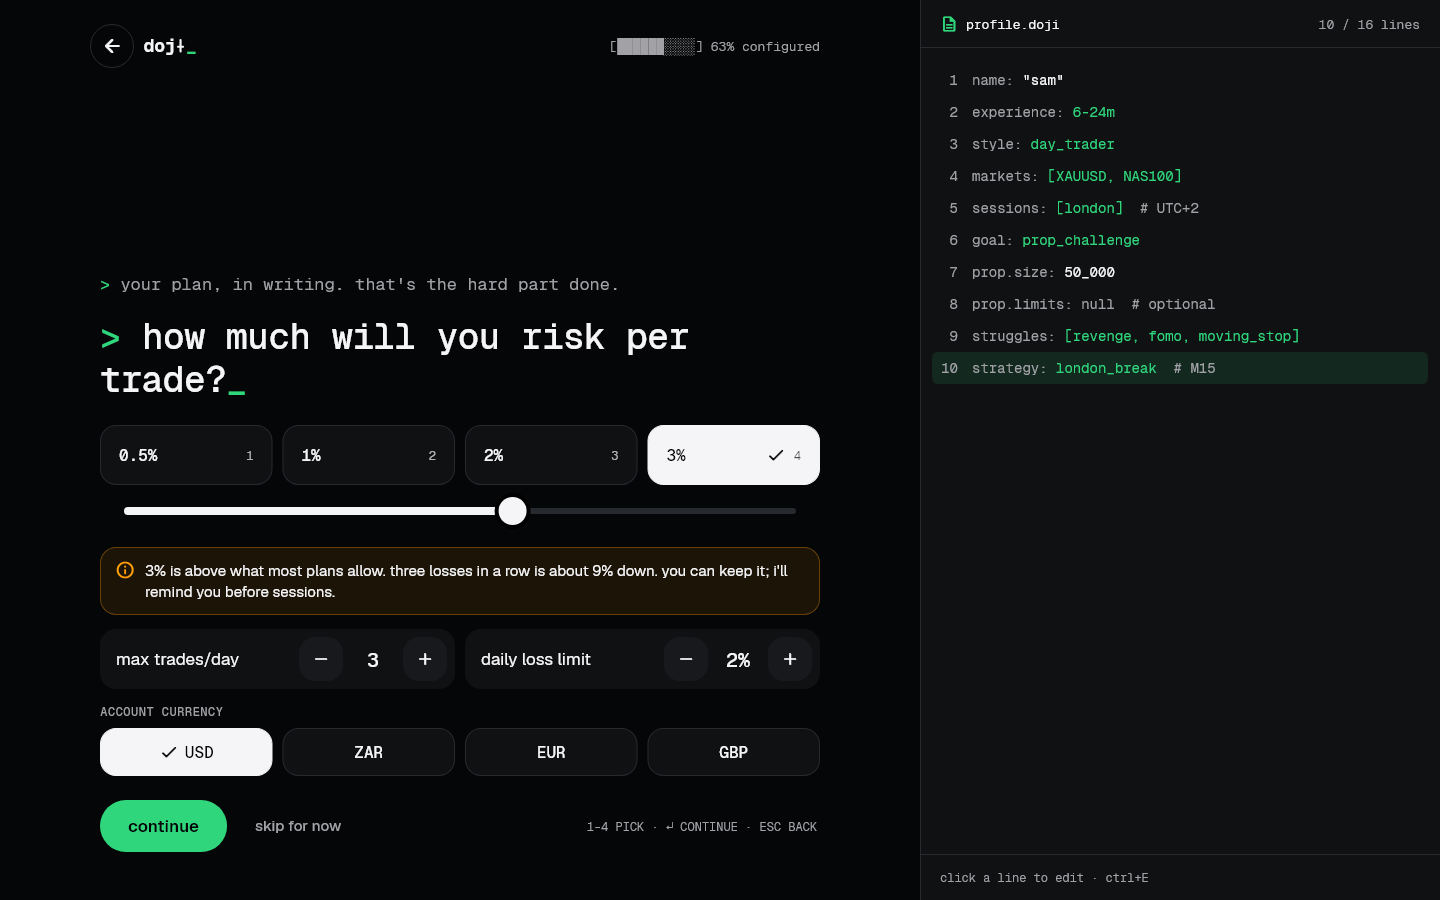 doji_
[██████░░░░] 63% configured
> your plan, in writing. that's the hard part done.
> how much will you risk per
trade?_
0.5% 1
1% 2
2% 3
3% 4
3% is above what most plans allow. three losses in a row is about 9% down. you can keep it; i'll
remind you before sessions.
max trades/day − 3 +
daily loss limit − 2% +
ACCOUNT CURRENCY
USD
ZAR
EUR
GBP
continue
skip for now
1–4 PICK · ↵ CONTINUE · ESC BACK
profile.doji
10 / 16 lines
1 name: "sam"
2 experience: 6-24m
3 style: day_trader
4 markets: [XAUUSD, NAS100]
5 sessions: [london] # UTC+2
6 goal: prop_challenge
7 prop.size: 50_000
8 prop.limits: null # optional
9 struggles: [revenge, fomo, moving_stop]
10 strategy: london_break # M15
click a line to edit · ctrl+E